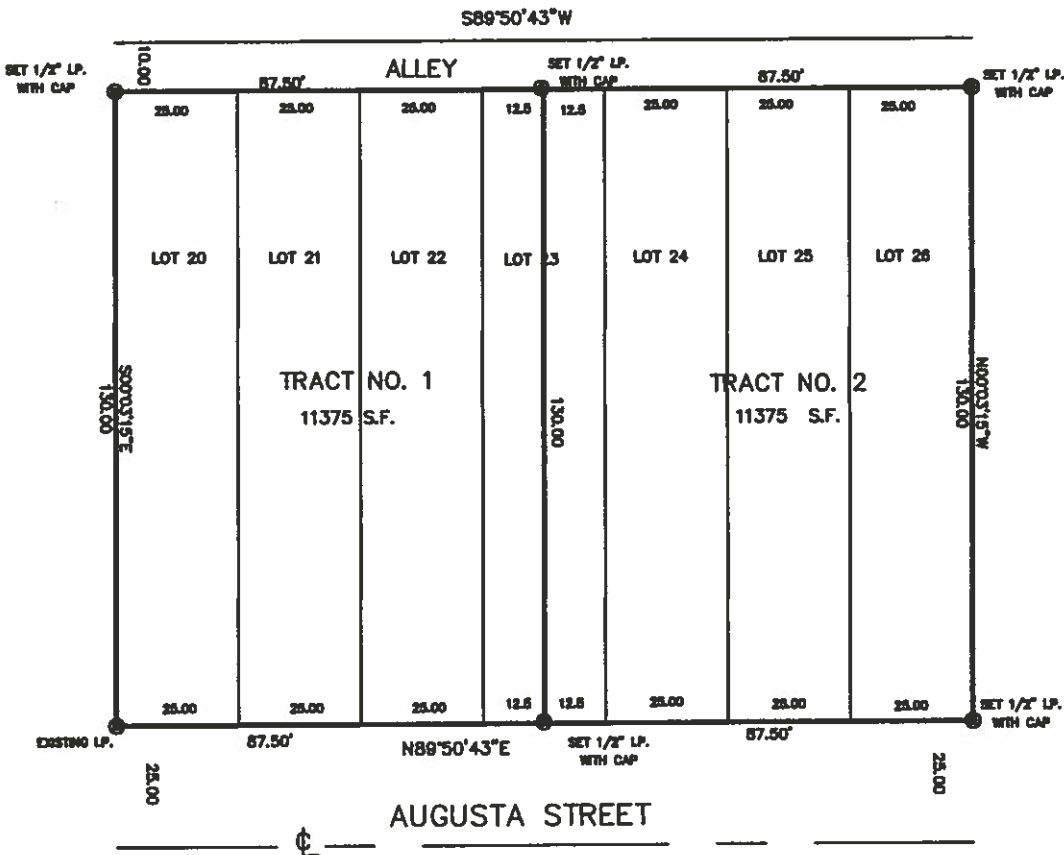 S89°50'43"W
10.00
SET 1/2" I.P.
WITH CAP
87.50'
ALLEY
SET 1/2" I.P.
WITH CAP
87.50'
SET 1/2" I.P.
WITH CAP
25.00 25.00 25.00 12.5 12.5 25.00 25.00 25.00
LOT 20 LOT 21 LOT 22 LOT 23 LOT 24 LOT 25 LOT 26
S00°03'15"E
130.00
TRACT NO. 1
11375 S.F.
130.00
TRACT NO. 2
11375 S.F.
N00°03'15"W
130.00
25.00 25.00 25.00 12.5 12.5 25.00 25.00 25.00
EXISTING I.P.
87.50'
N89°50'43"E
SET 1/2" I.P.
WITH CAP
87.50'
SET 1/2" I.P.
WITH CAP
25.00
25.00
AUGUSTA STREET
℄